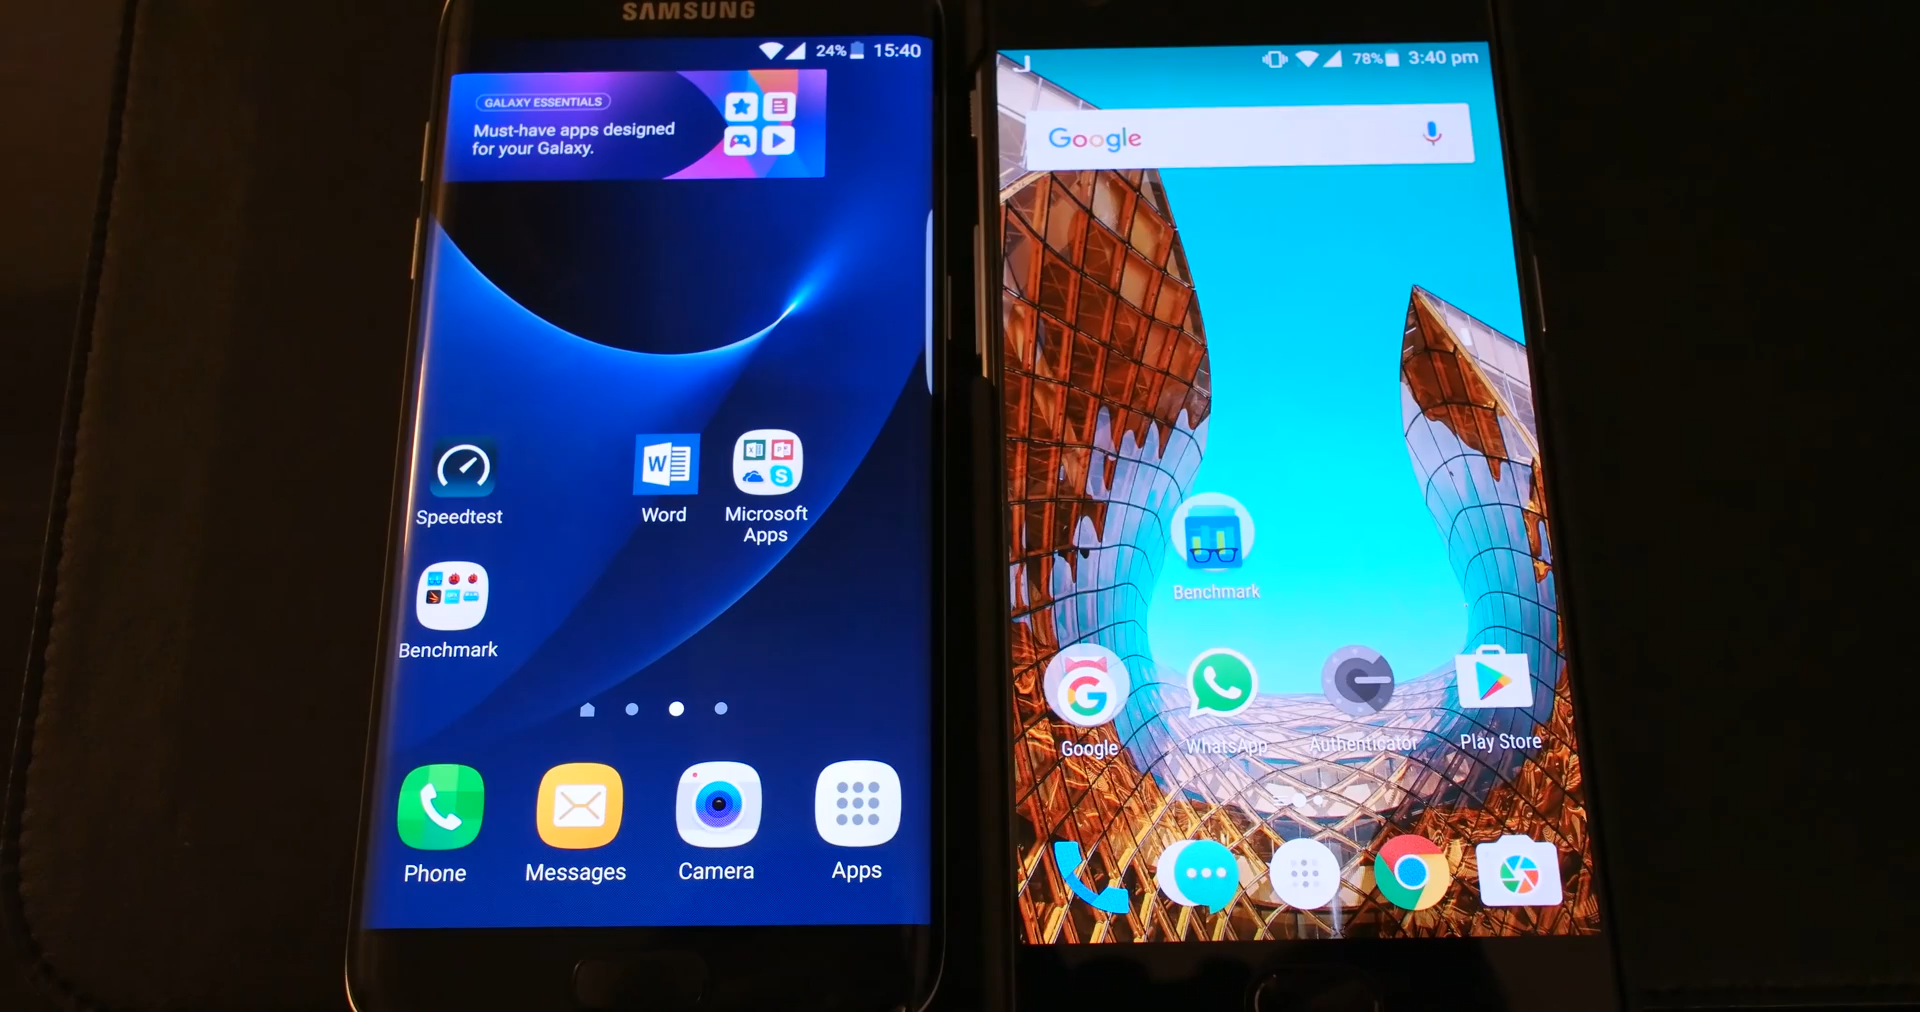 SAMSUNG
24% 15:40
GALAXY ESSENTIALS
Must-have apps designed
for your Galaxy.
Speedtest
W
Word
Microsoft
Apps
Benchmark
Phone
Messages
Camera
Apps
78% 3:40 pm
Google
Benchmark
Google
WhatsApp
Authenticator
Play Store